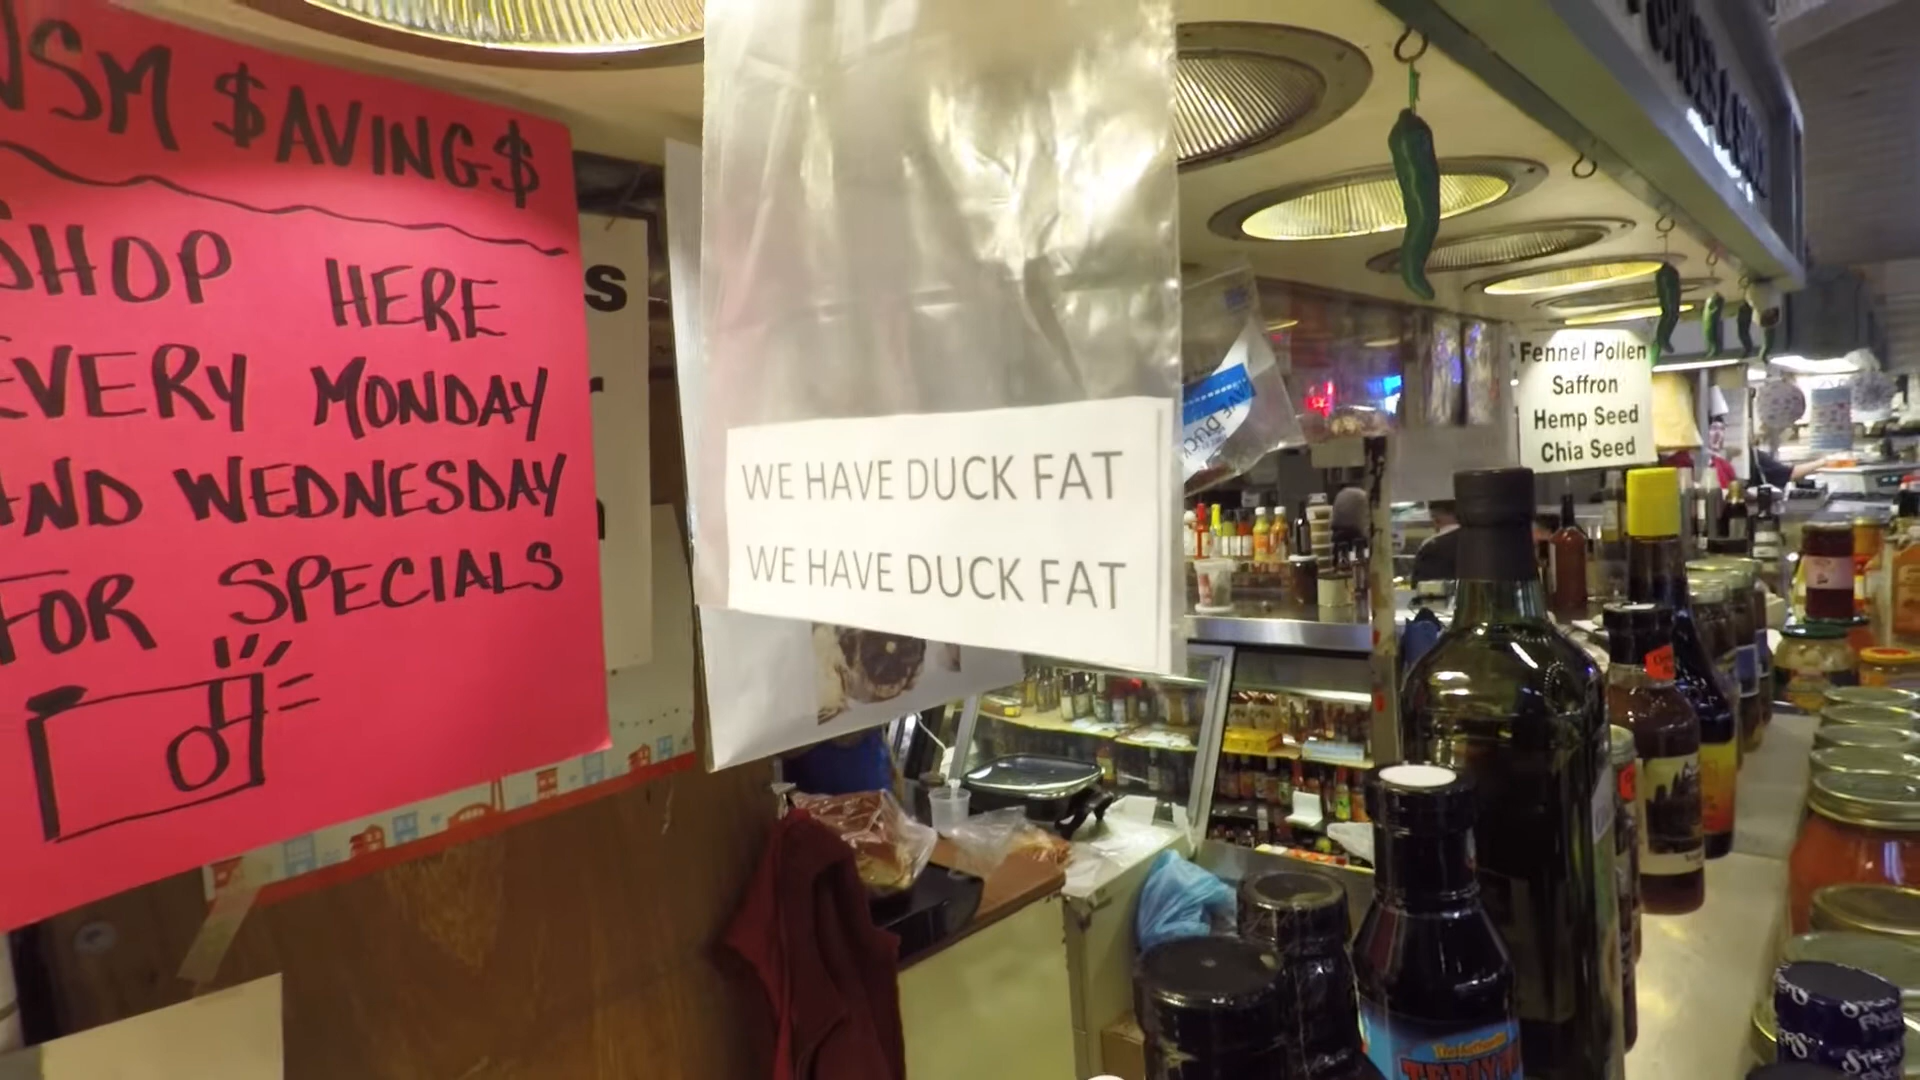 WSM $AVING$
SHOP HERE
EVERY MONDAY
AND WEDNESDAY
FOR SPECIALS
WE HAVE DUCK FAT
WE HAVE DUCK FAT
Fennel Pollen
Saffron
Hemp Seed
Chia Seed